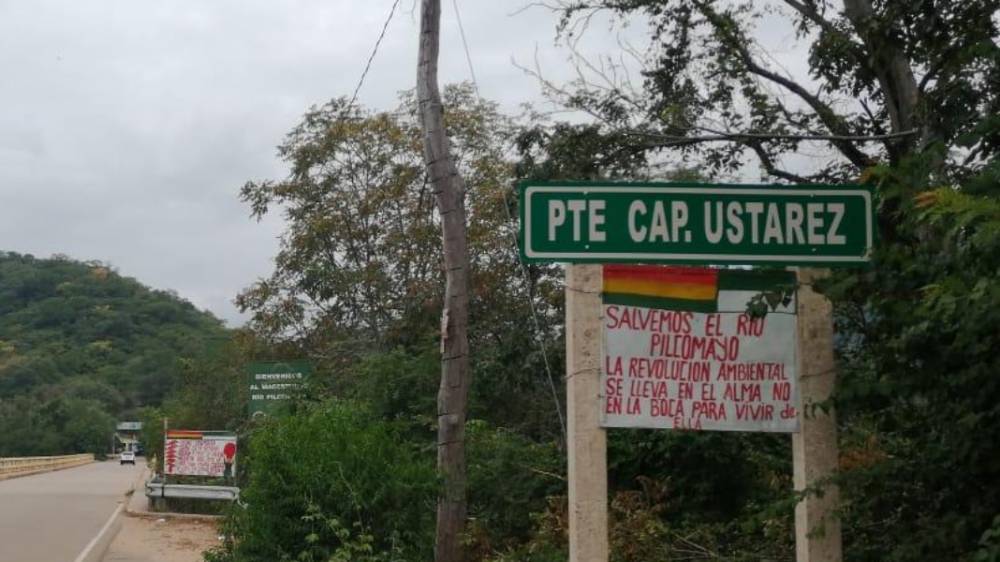 PTE CAP. USTAREZ
SALVEMOS EL RIO
PILCOMAYO
LA REVOLUCION AMBIENTAL
SE LLEVA EN EL ALMA NO
EN LA BOCA PARA VIVIR de
ELLA
BIENVENIDOS
AL MAGESTUOSO
RIO PILCOMAYO